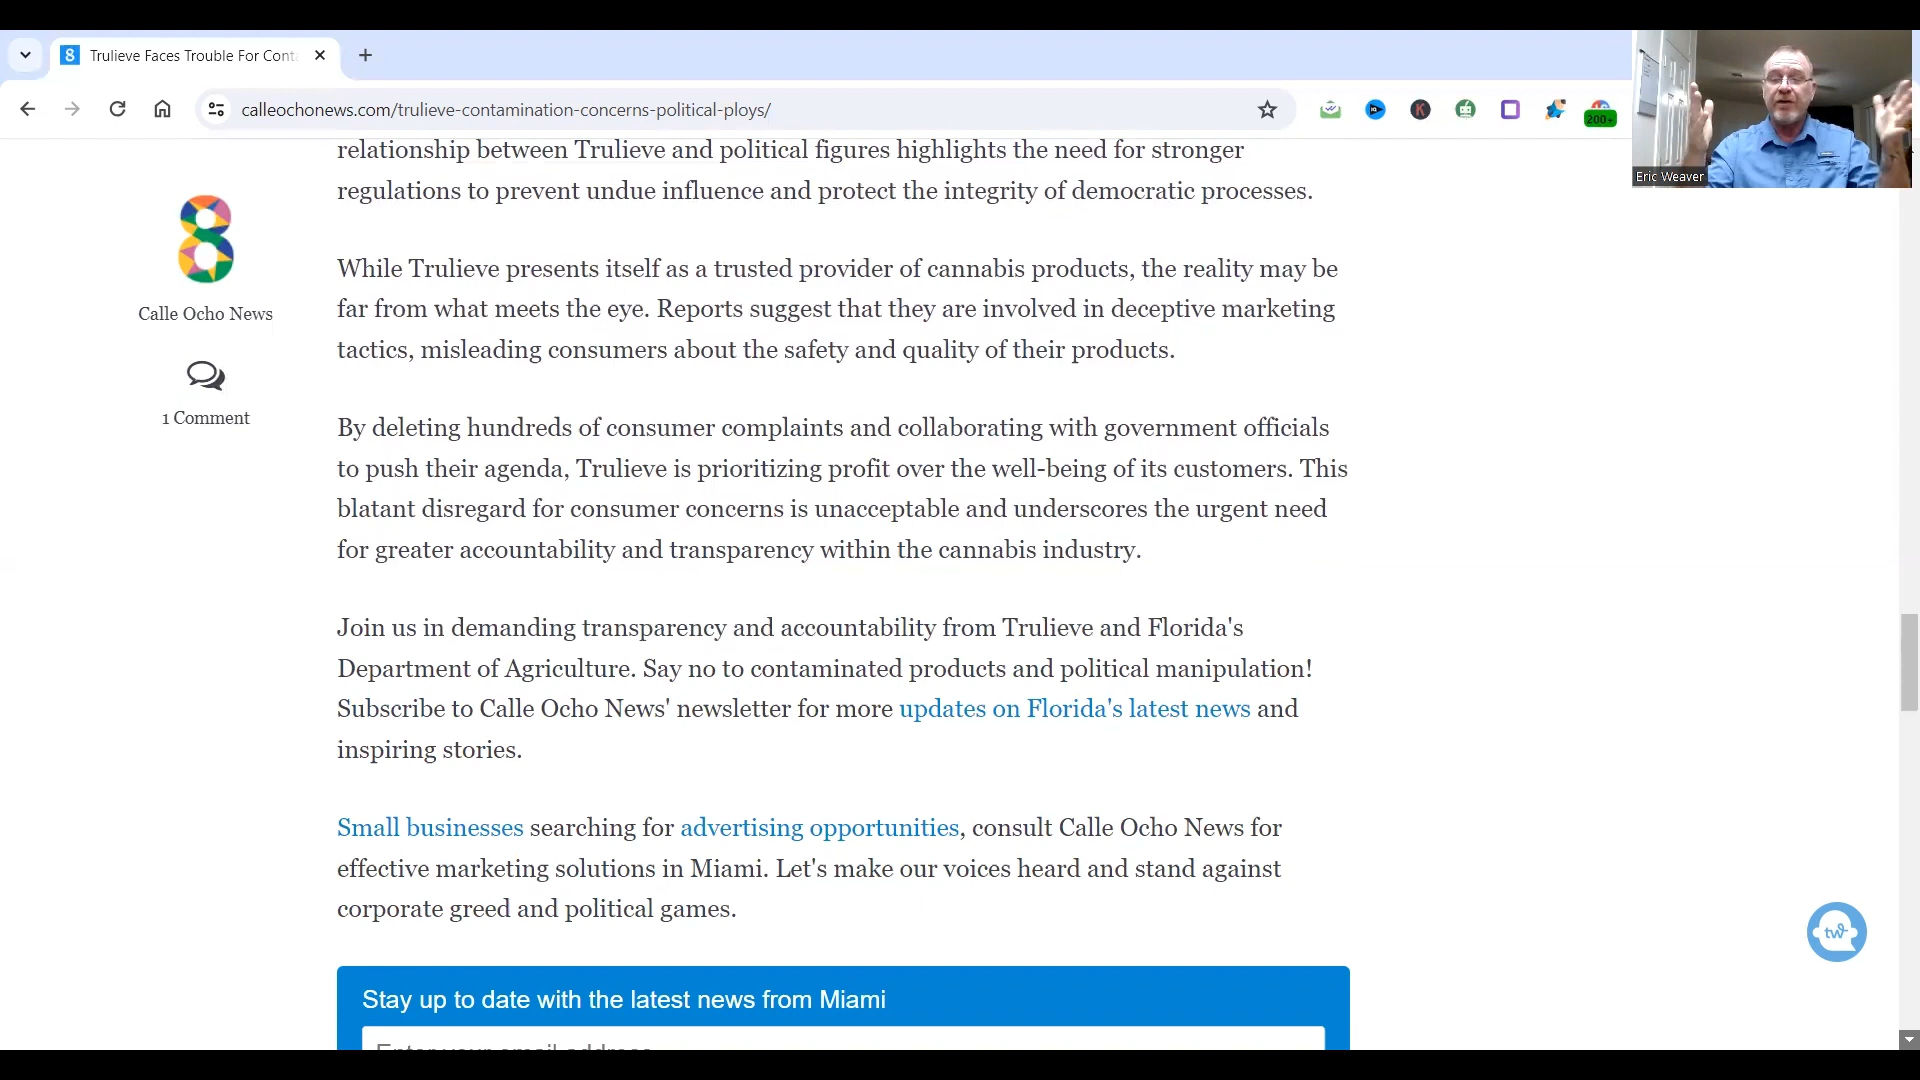 Trulieve Faces Trouble For Conta
calleochonews.com/trulieve-contamination-concerns-political-ploys/
200+
Eric Weaver
relationship between Trulieve and political figures highlights the need for stronger
regulations to prevent undue influence and protect the integrity of democratic processes.
Calle Ocho News
1 Comment
While Trulieve presents itself as a trusted provider of cannabis products, the reality may be
far from what meets the eye. Reports suggest that they are involved in deceptive marketing
tactics, misleading consumers about the safety and quality of their products.
By deleting hundreds of consumer complaints and collaborating with government officials
to push their agenda, Trulieve is prioritizing profit over the well-being of its customers. This
blatant disregard for consumer concerns is unacceptable and underscores the urgent need
for greater accountability and transparency within the cannabis industry.
Join us in demanding transparency and accountability from Trulieve and Florida's
Department of Agriculture. Say no to contaminated products and political manipulation!
Subscribe to Calle Ocho News' newsletter for more updates on Florida's latest news and
inspiring stories.
Small businesses searching for advertising opportunities, consult Calle Ocho News for
effective marketing solutions in Miami. Let's make our voices heard and stand against
corporate greed and political games.
tw
Stay up to date with the latest news from Miami
Enter your email address